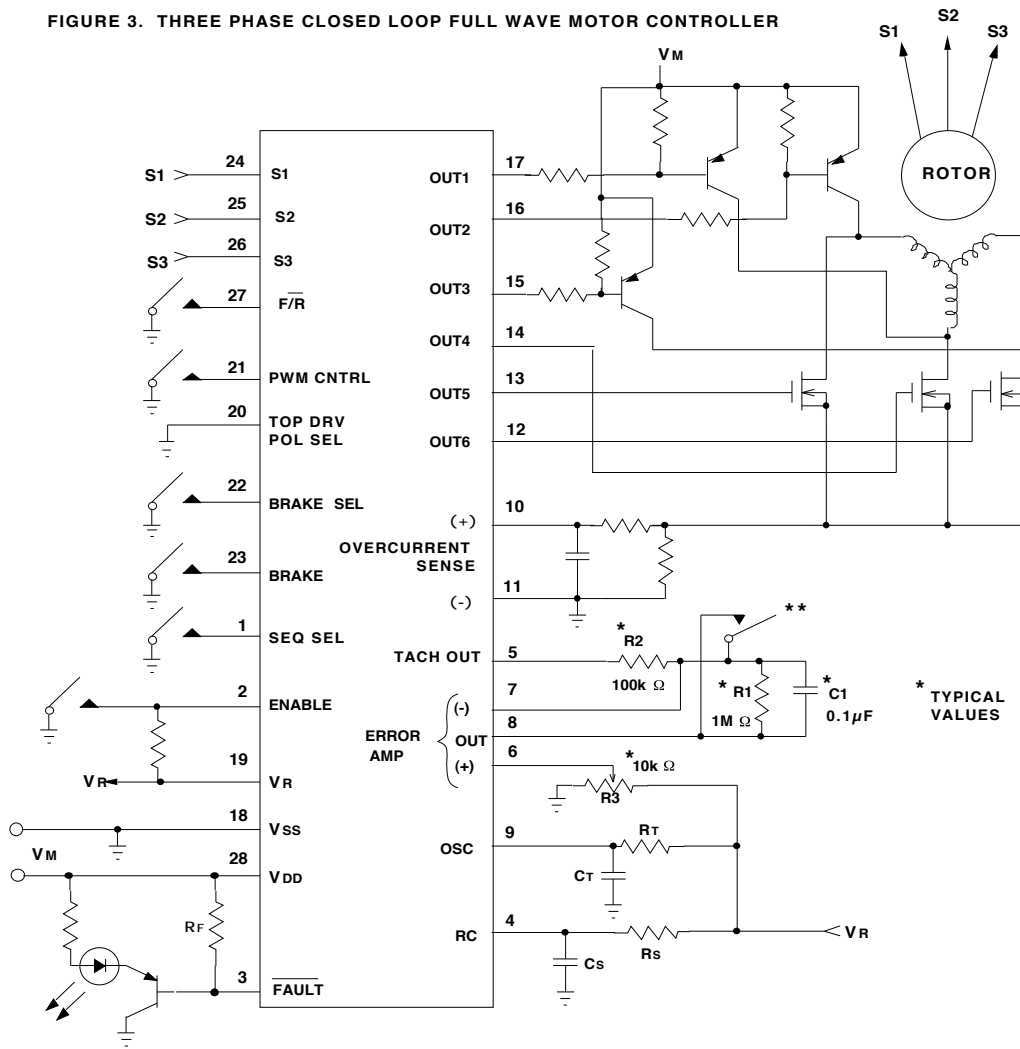 FIGURE 3. THREE PHASE CLOSED LOOP FULL WAVE MOTOR CONTROLLER
S1
S2
S3
ROTOR
VM
S1
24
S1
S2
25
S2
S3
26
S3
27
F/R
21
PWM CNTRL
20
TOP DRV
POL SEL
22
BRAKE SEL
23
BRAKE
1
SEQ SEL
2
ENABLE
19
VR
VR
18
VSS
VM
28
VDD
RF
3
FAULT
OUT1
17
OUT2
16
OUT3
15
OUT4
14
OUT5
13
OUT6
12
(+)
10
OVERCURRENT
SENSE
(-)
11
TACH OUT
5
*
R2
100k Ω
**
ERROR
AMP
(-)
7
OUT
8
(+)
6
*
R1
1M Ω
*
C1
0.1µF
* TYPICAL
VALUES
*10k Ω
R3
OSC
9
RT
CT
RC
4
RS
CS
VR